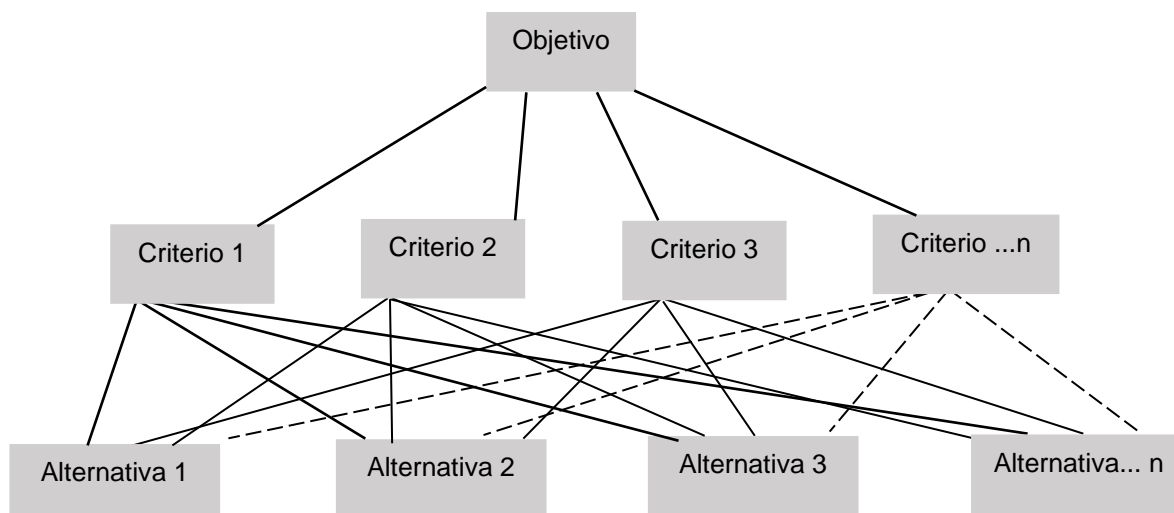 Objetivo
Criterio 1
Criterio 2
Criterio 3
Criterio ...n
Alternativa 1
Alternativa 2
Alternativa 3
Alternativa... n